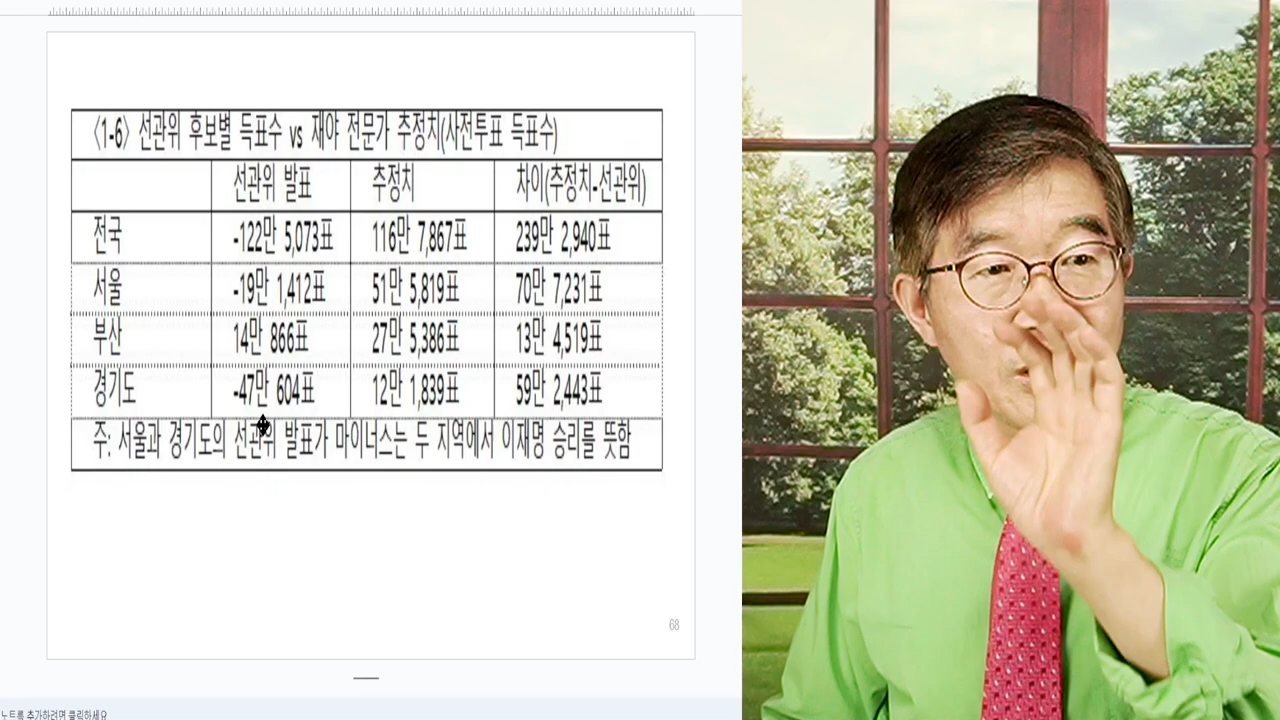 <1-6> 선관위 후보별 득표수 vs 재야 전문가 추정치(사전투표 득표수)
선관위 발표 추정치 차이(추정치-선관위)
전국 -122만 5,073표 116만 7,867표 239만 2,940표
서울 -19만 1,412표 51만 5,819표 70만 7,231표
부산 14만 866표 27만 5,386표 13만 4,519표
경기도 -47만 604표 12만 1,839표 59만 2,443표
주: 서울과 경기도의 선관위 발표가 마이너스는 두 지역에서 이재명 승리를 뜻함
68
노트를 추가하려면 클릭하세요